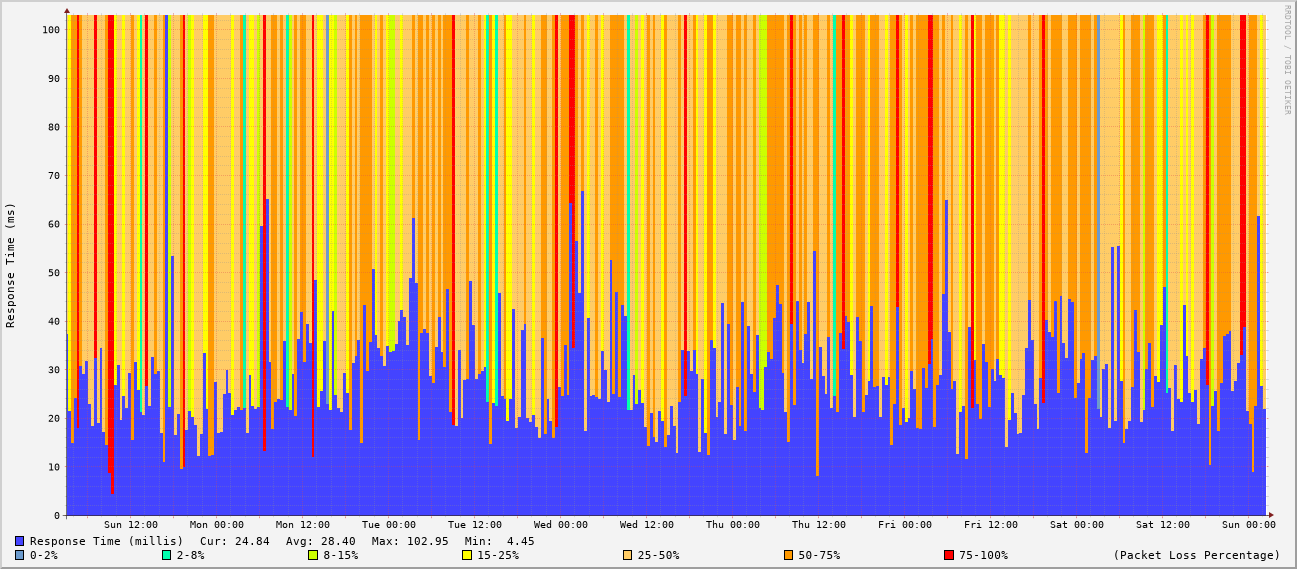 RRDTOOL / TOBI OETIKER
Response Time (ms)
100
90
80
70
60
50
40
30
20
10
0
Sun 12:00 Mon 00:00 Mon 12:00 Tue 00:00 Tue 12:00 Wed 00:00 Wed 12:00 Thu 00:00 Thu 12:00 Fri 00:00 Fri 12:00 Sat 00:00 Sat 12:00 Sun 00:00
Response Time (millis) Cur: 24.84 Avg: 28.40 Max: 102.95 Min: 4.45
0-2% 2-8% 8-15% 15-25% 25-50% 50-75% 75-100% (Packet Loss Percentage)